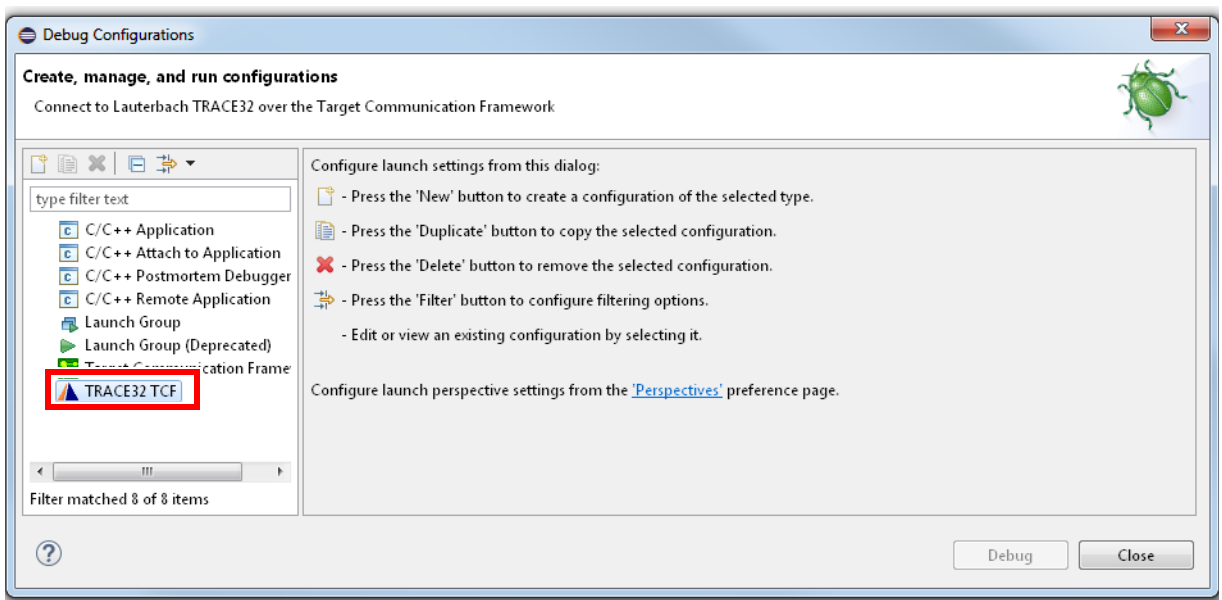 Debug Configurations
Create, manage, and run configurations
Connect to Lauterbach TRACE32 over the Target Communication Framework
type filter text
C/C++ Application
C/C++ Attach to Application
C/C++ Postmortem Debugger
C/C++ Remote Application
Launch Group
Launch Group (Deprecated)
Target Communication Frame
TRACE32 TCF
Filter matched 8 of 8 items
Configure launch settings from this dialog:
- Press the 'New' button to create a configuration of the selected type.
- Press the 'Duplicate' button to copy the selected configuration.
- Press the 'Delete' button to remove the selected configuration.
- Press the 'Filter' button to configure filtering options.
- Edit or view an existing configuration by selecting it.
Configure launch perspective settings from the 'Perspectives' preference page.
Debug
Close